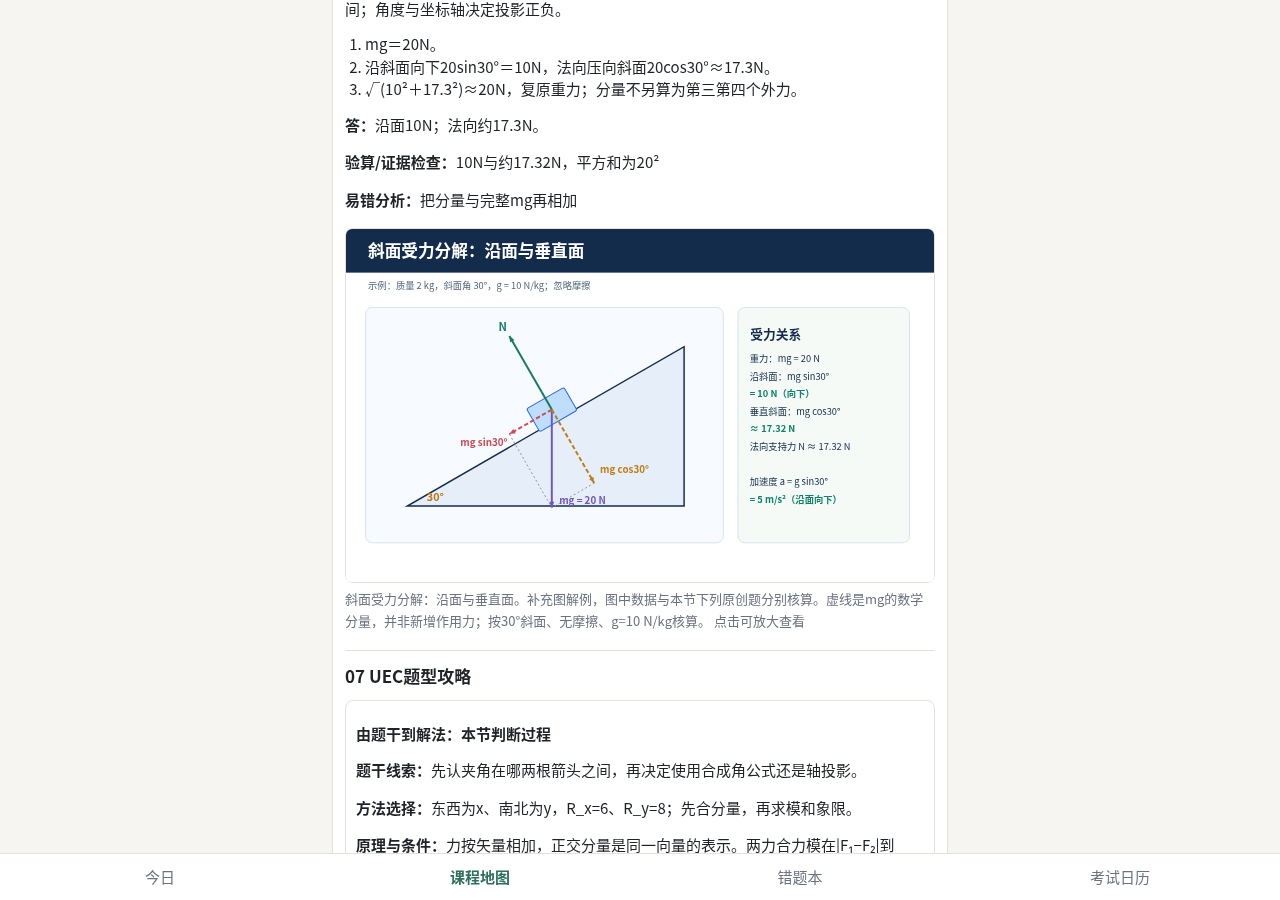 间；角度与坐标轴决定投影正负。
1. mg＝20N。
2. 沿斜面向下20sin30°＝10N，法向压向斜面20cos30°≈17.3N。
3. √(10²＋17.3²)≈20N，复原重力；分量不另算为第三第四个外力。
答：沿面10N；法向约17.3N。
验算/证据检查：10N与约17.32N，平方和为20²
易错分析：把分量与完整mg再相加
斜面受力分解：沿面与垂直面
示例：质量 2 kg，斜面角 30°，g = 10 N/kg；忽略摩擦
N
mg sin30°
mg cos30°
30°
mg = 20 N
受力关系
重力：mg = 20 N
沿斜面：mg sin30°
= 10 N（向下）
垂直斜面：mg cos30°
≈ 17.32 N
法向支持力 N ≈ 17.32 N
加速度 a = g sin30°
= 5 m/s²（沿面向下）
斜面受力分解：沿面与垂直面。补充图解例，图中数据与本节下列原创题分别核算。虚线是mg的数学
分量，并非新增作用力；按30°斜面、无摩擦、g=10 N/kg核算。 点击可放大查看
07 UEC题型攻略
由题干到解法：本节判断过程
题干线索：先认夹角在哪两根箭头之间，再决定使用合成角公式还是轴投影。
方法选择：东西为x、南北为y，R_x=6、R_y=8；先合分量，再求模和象限。
原理与条件：力按矢量相加，正交分量是同一向量的表示。两力合力模在|F₁−F₂|到
今日
课程地图
错题本
考试日历